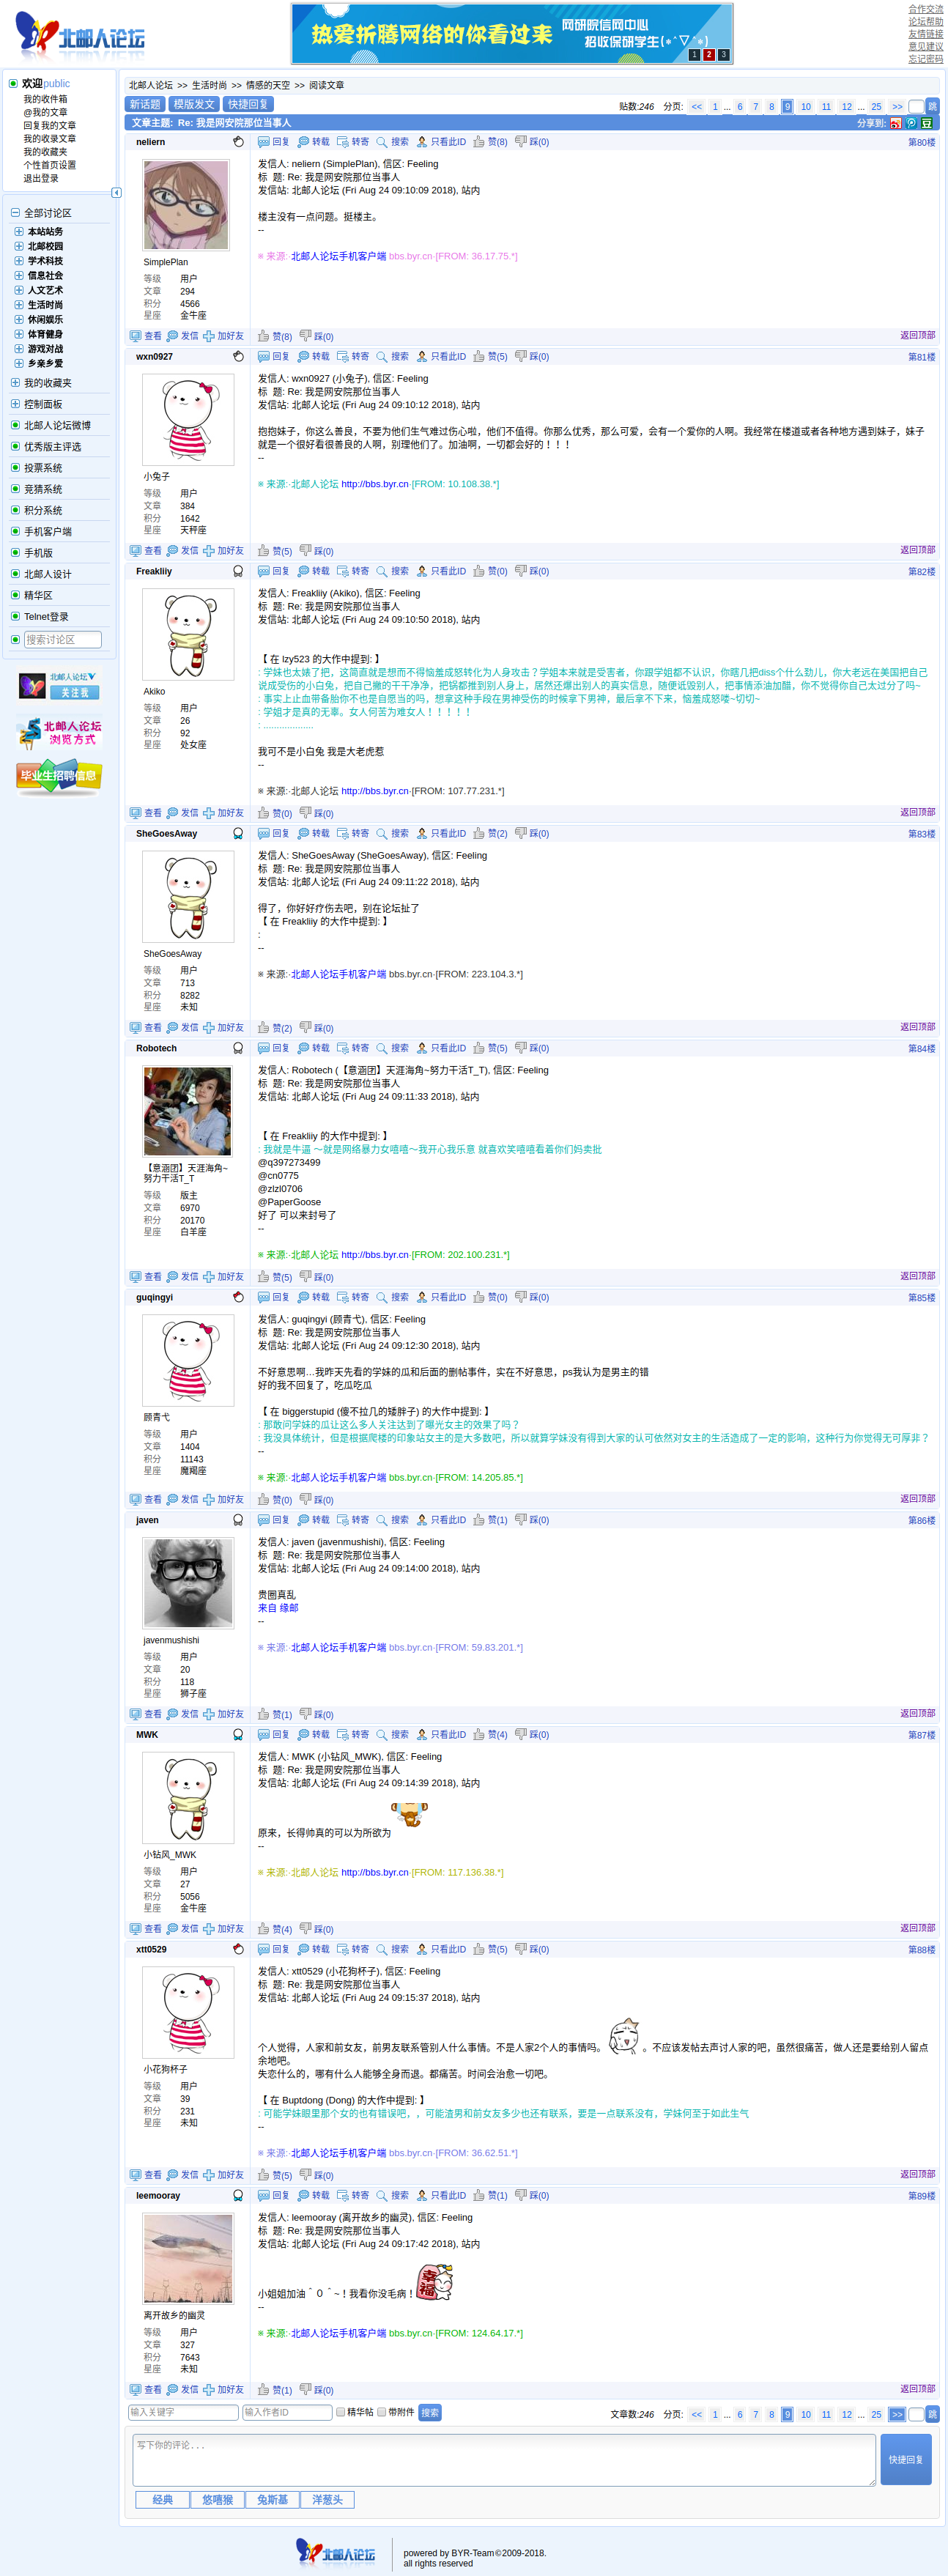 北邮人论坛
热爱折腾网络的你看过来
网研院信网中心
招收保研学生(*ˆ▽ˆ*)
1 2 3
合作交流
论坛帮助
友情链接
意见建议
忘记密码
欢迎public
我的收件箱
@我的文章
回复我的文章
我的收录文章
我的收藏夹
个性首页设置
退出登录
全部讨论区
本站站务
北邮校园
学术科技
信息社会
人文艺术
生活时尚
休闲娱乐
体育健身
游戏对战
乡亲乡爱
我的收藏夹
控制面板
北邮人论坛微博
优秀版主评选
投票系统
竞猜系统
积分系统
手机客户端
手机版
北邮人设计
精华区
Telnet登录
搜索讨论区
北邮人论坛
关注我
北邮人论坛
浏览方式
毕业生招聘信息
北邮人论坛 >> 生活时尚 >> 情感的天空 >> 阅读文章
新话题 模版发文 快捷回复
贴数:246 分页: << 1 ... 6 7 8 9 10 11 12 ... 25 >> 跳
文章主题: Re: 我是网安院那位当事人 分享到:
neliern 回复 转载 转寄 搜索 只看此ID 赞(8) 踩(0) 第80楼
发信人: neliern (SimplePlan), 信区: Feeling
标 题: Re: 我是网安院那位当事人
发信站: 北邮人论坛 (Fri Aug 24 09:10:09 2018), 站内
楼主没有一点问题。挺楼主。
--
※ 来源:·北邮人论坛手机客户端 bbs.byr.cn·[FROM: 36.17.75.*]
SimplePlan
等级 用户
文章 294
积分 4566
星座 金牛座
查看 发信 加好友 赞(8) 踩(0) 返回顶部
wxn0927 回复 转载 转寄 搜索 只看此ID 赞(5) 踩(0) 第81楼
发信人: wxn0927 (小兔子), 信区: Feeling
标 题: Re: 我是网安院那位当事人
发信站: 北邮人论坛 (Fri Aug 24 09:10:12 2018), 站内
抱抱妹子，你这么善良，不要为他们生气难过伤心啦，他们不值得。你那么优秀，那么可爱，会有一个爱你的人啊。我经常在楼道或者各种地方遇到妹子，妹子
就是一个很好看很善良的人啊，别理他们了。加油啊，一切都会好的！！！
--
※ 来源:·北邮人论坛 http://bbs.byr.cn·[FROM: 10.108.38.*]
小兔子
等级 用户
文章 384
积分 1642
星座 天秤座
查看 发信 加好友 赞(5) 踩(0) 返回顶部
Freakliiy 回复 转载 转寄 搜索 只看此ID 赞(0) 踩(0) 第82楼
发信人: Freakliiy (Akiko), 信区: Feeling
标 题: Re: 我是网安院那位当事人
发信站: 北邮人论坛 (Fri Aug 24 09:10:50 2018), 站内
【 在 lzy523 的大作中提到: 】
: 学妹也太婊了把，这简直就是想而不得恼羞成怒转化为人身攻击？学姐本来就是受害者，你跟学姐都不认识，你瞎几把diss个什么劲儿，你大老远在美国把自己
说成受伤的小白兔，把自己撇的干干净净，把锅都推到别人身上，居然还爆出别人的真实信息，随便诋毁别人，把事情添油加醋，你不觉得你自己太过分了吗~
: 事实上止血带备胎你不也是自愿当的吗，想拿这种手段在男神受伤的时候拿下男神，最后拿不下来，恼羞成怒喽~切切~
: 学姐才是真的无辜。女人何苦为难女人！！！！！
: ...................
我可不是小白兔 我是大老虎惹
--
※ 来源:·北邮人论坛 http://bbs.byr.cn·[FROM: 107.77.231.*]
Akiko
等级 用户
文章 26
积分 92
星座 处女座
查看 发信 加好友 赞(0) 踩(0) 返回顶部
SheGoesAway 回复 转载 转寄 搜索 只看此ID 赞(2) 踩(0) 第83楼
发信人: SheGoesAway (SheGoesAway), 信区: Feeling
标 题: Re: 我是网安院那位当事人
发信站: 北邮人论坛 (Fri Aug 24 09:11:22 2018), 站内
得了，你好好疗伤去吧，别在论坛扯了
【 在 Freakliiy 的大作中提到: 】
:
--
※ 来源:·北邮人论坛手机客户端 bbs.byr.cn·[FROM: 223.104.3.*]
SheGoesAway
等级 用户
文章 713
积分 8282
星座 未知
查看 发信 加好友 赞(2) 踩(0) 返回顶部
Robotech 回复 转载 转寄 搜索 只看此ID 赞(5) 踩(0) 第84楼
发信人: Robotech (【意涵团】天涯海角~努力干活T_T), 信区: Feeling
标 题: Re: 我是网安院那位当事人
发信站: 北邮人论坛 (Fri Aug 24 09:11:33 2018), 站内
【 在 Freakliiy 的大作中提到: 】
: 我就是牛逼 ～就是网络暴力女嘻嘻～我开心我乐意 就喜欢笑嘻嘻看着你们妈卖批
@q397273499
@cn0775
@zlzl0706
@PaperGoose
好了 可以来封号了
--
※ 来源:·北邮人论坛 http://bbs.byr.cn·[FROM: 202.100.231.*]
【意涵团】天涯海角~
努力干活T_T
等级 版主
文章 6970
积分 20170
星座 白羊座
查看 发信 加好友 赞(5) 踩(0) 返回顶部
guqingyi 回复 转载 转寄 搜索 只看此ID 赞(0) 踩(0) 第85楼
发信人: guqingyi (顾青弋), 信区: Feeling
标 题: Re: 我是网安院那位当事人
发信站: 北邮人论坛 (Fri Aug 24 09:12:30 2018), 站内
不好意思啊…我昨天先看的学妹的瓜和后面的删帖事件，实在不好意思，ps我认为是男主的错
好的我不回复了，吃瓜吃瓜
【 在 biggerstupid (傻不拉几的矮胖子) 的大作中提到: 】
: 那敢问学妹的瓜让这么多人关注达到了曝光女主的效果了吗？
: 我没具体统计，但是根据爬楼的印象站女主的是大多数吧，所以就算学妹没有得到大家的认可依然对女主的生活造成了一定的影响，这种行为你觉得无可厚非？
--
※ 来源:·北邮人论坛手机客户端 bbs.byr.cn·[FROM: 14.205.85.*]
顾青弋
等级 用户
文章 1404
积分 11143
星座 魔羯座
查看 发信 加好友 赞(0) 踩(0) 返回顶部
javen 回复 转载 转寄 搜索 只看此ID 赞(1) 踩(0) 第86楼
发信人: javen (javenmushishi), 信区: Feeling
标 题: Re: 我是网安院那位当事人
发信站: 北邮人论坛 (Fri Aug 24 09:14:00 2018), 站内
贵圈真乱
来自 缘邮
--
※ 来源:·北邮人论坛手机客户端 bbs.byr.cn·[FROM: 59.83.201.*]
javenmushishi
等级 用户
文章 20
积分 118
星座 狮子座
查看 发信 加好友 赞(1) 踩(0) 返回顶部
MWK 回复 转载 转寄 搜索 只看此ID 赞(4) 踩(0) 第87楼
发信人: MWK (小钻风_MWK), 信区: Feeling
标 题: Re: 我是网安院那位当事人
发信站: 北邮人论坛 (Fri Aug 24 09:14:39 2018), 站内
原来，长得帅真的可以为所欲为
--
※ 来源:·北邮人论坛 http://bbs.byr.cn·[FROM: 117.136.38.*]
小钻风_MWK
等级 用户
文章 27
积分 5056
星座 金牛座
查看 发信 加好友 赞(4) 踩(0) 返回顶部
xtt0529 回复 转载 转寄 搜索 只看此ID 赞(5) 踩(0) 第88楼
发信人: xtt0529 (小花狗杯子), 信区: Feeling
标 题: Re: 我是网安院那位当事人
发信站: 北邮人论坛 (Fri Aug 24 09:15:37 2018), 站内
个人觉得，人家和前女友，前男友联系管别人什么事情。不是人家2个人的事情吗。 。不应该发帖去声讨人家的吧，虽然很痛苦，做人还是要给别人留点
余地吧。
失恋什么的，哪有什么人能够全身而退。都痛苦。时间会治愈一切吧。
【 在 Buptdong (Dong) 的大作中提到: 】
: 可能学妹眼里那个女的也有错误吧，，可能渣男和前女友多少也还有联系，要是一点联系没有，学妹何至于如此生气
--
※ 来源:·北邮人论坛手机客户端 bbs.byr.cn·[FROM: 36.62.51.*]
小花狗杯子
等级 用户
文章 39
积分 231
星座 未知
查看 发信 加好友 赞(5) 踩(0) 返回顶部
leemooray 回复 转载 转寄 搜索 只看此ID 赞(1) 踩(0) 第89楼
发信人: leemooray (离开故乡的幽灵), 信区: Feeling
标 题: Re: 我是网安院那位当事人
发信站: 北邮人论坛 (Fri Aug 24 09:17:42 2018), 站内
小姐姐加油＾０＾~！我看你没毛病！
幸福
--
※ 来源:·北邮人论坛手机客户端 bbs.byr.cn·[FROM: 124.64.17.*]
离开故乡的幽灵
等级 用户
文章 327
积分 7643
星座 未知
查看 发信 加好友 赞(1) 踩(0) 返回顶部
输入关键字 输入作者ID 精华帖 带附件 搜索
贴数:246 分页: << 1 ... 6 7 8 9 10 11 12 ... 25 >> 跳
写下你的评论...
快捷回复
经典 悠嘻猴 兔斯基 洋葱头
北邮人论坛
powered by BYR-Team©2009-2018.
all rights reserved